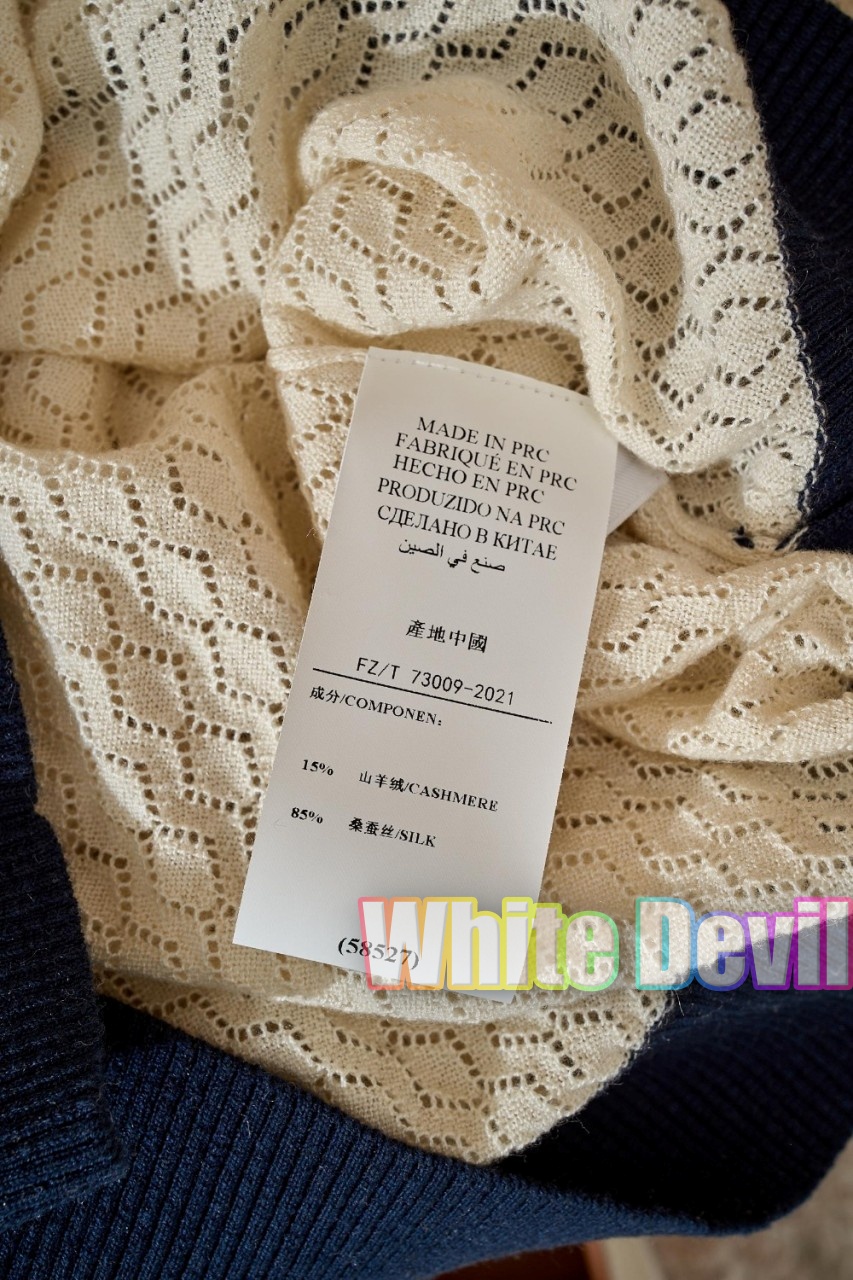 MADE IN PRC
FABRIQUÉ EN PRC
HECHO EN PRC
PRODUZIDO NA PRC
СДЕЛАНО В КИТАЕ
صنع في الصين
產地中國
FZ/T 73009-2021
成分/COMPONEN:
15% 山羊绒/CASHMERE
85% 桑蚕丝/SILK
(58527)
White Devil